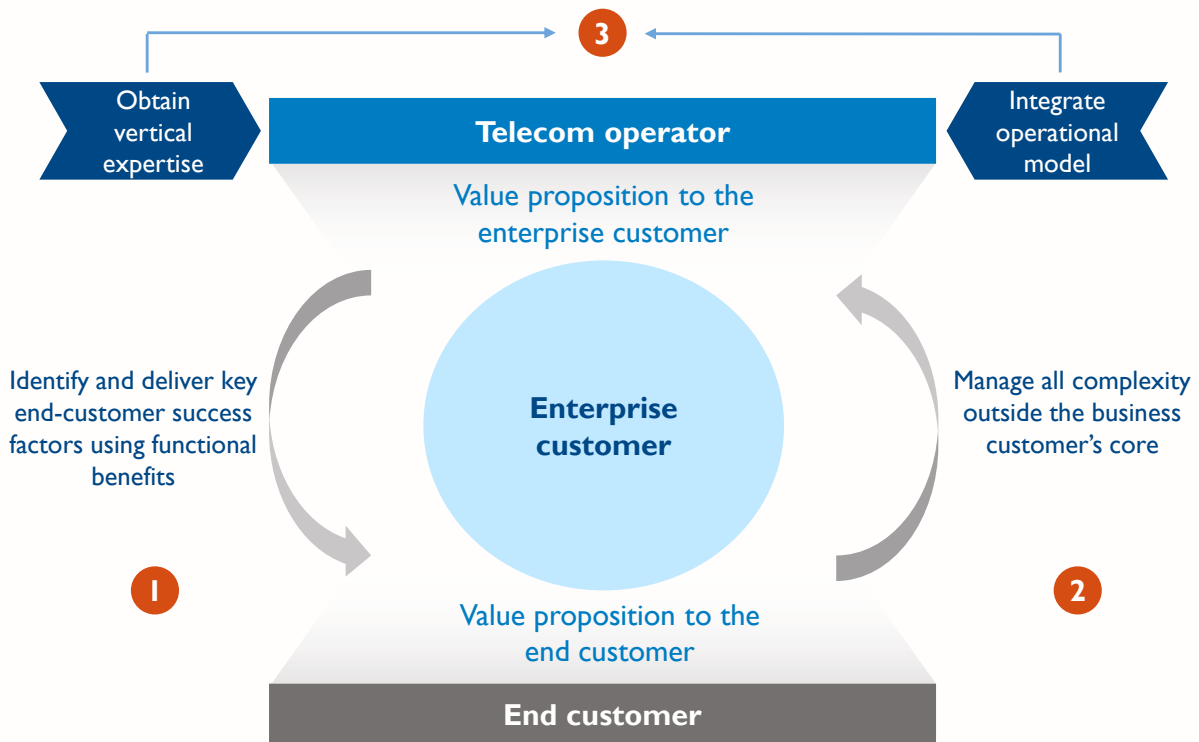 3
Obtain
vertical
expertise
Telecom operator
Integrate
operational
model
Value proposition to the
enterprise customer
Identify and deliver key
end-customer success
factors using functional
benefits
Enterprise
customer
Manage all complexity
outside the business
customer’s core
1
2
Value proposition to the
end customer
End customer